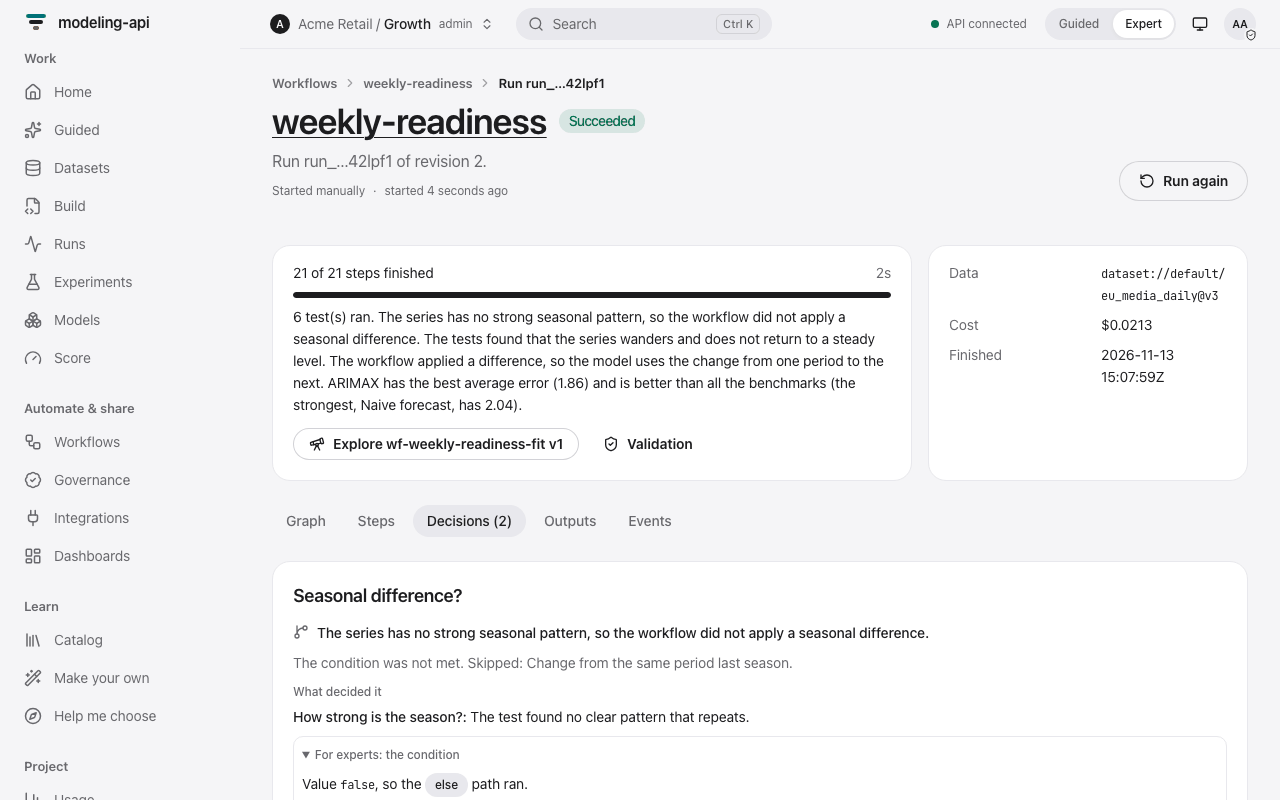 modeling-api
A
Acme Retail / Growth admin
Search
Ctrl K
API connected
Guided
Expert
AA
Work
Home
Guided
Datasets
Build
Runs
Experiments
Models
Score
Automate & share
Workflows
Governance
Integrations
Dashboards
Learn
Catalog
Make your own
Help me choose
Project
Usage
Workflows > weekly-readiness > Run run_...42lpf1
weekly-readiness
Succeeded
Run run_...42lpf1 of revision 2.
Started manually · started 4 seconds ago
Run again
21 of 21 steps finished
2s
6 test(s) ran. The series has no strong seasonal pattern, so the workflow did not apply a
seasonal difference. The tests found that the series wanders and does not return to a steady
level. The workflow applied a difference, so the model uses the change from one period to the
next. ARIMAX has the best average error (1.86) and is better than all the benchmarks (the
strongest, Naive forecast, has 2.04).
Explore wf-weekly-readiness-fit v1
Validation
Data
dataset://default/
eu_media_daily@v3
Cost
$0.0213
Finished
2026-11-13
15:07:59Z
Graph
Steps
Decisions (2)
Outputs
Events
Seasonal difference?
The series has no strong seasonal pattern, so the workflow did not apply a seasonal difference.
The condition was not met. Skipped: Change from the same period last season.
What decided it
How strong is the season?: The test found no clear pattern that repeats.
▼ For experts: the condition
Value false, so the else path ran.